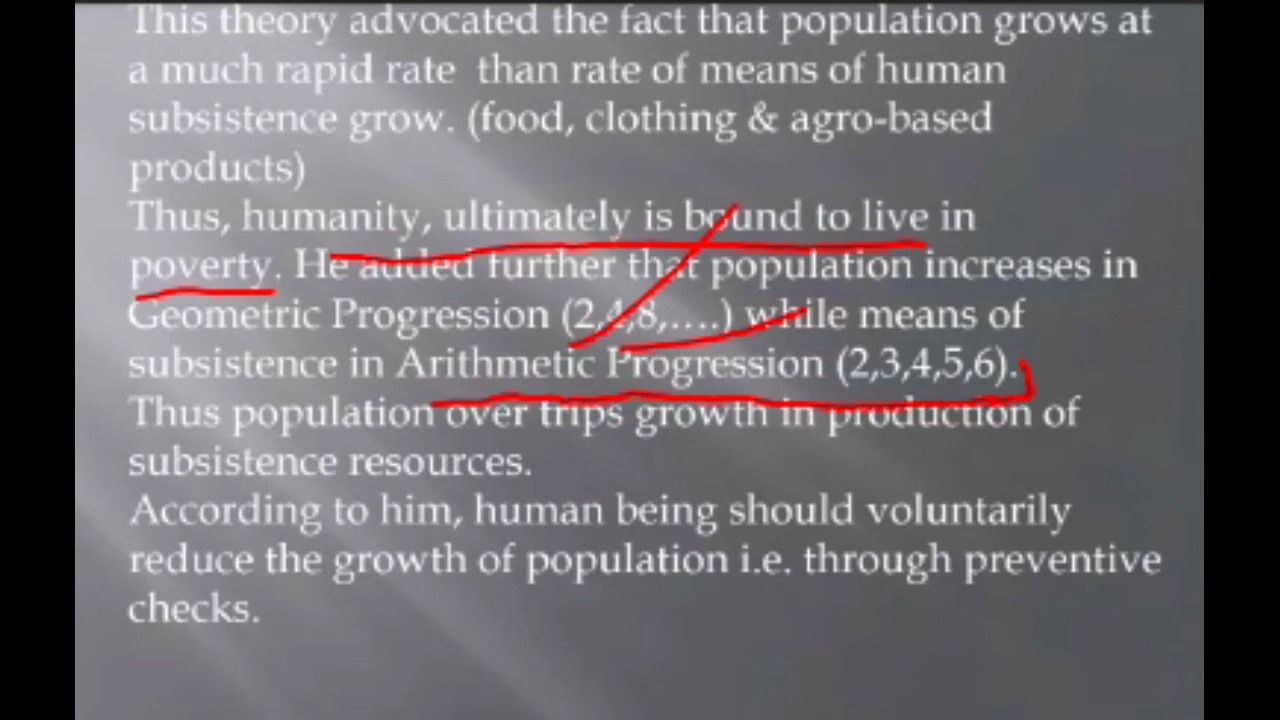 This theory advocated the fact that population grows at
a much rapid rate than rate of means of human
subsistence grow. (food, clothing & agro-based
products)
Thus, humanity, ultimately is bound to live in
poverty. He added further that population increases in
Geometric Progression (2,4,8,....) while means of
subsistence in Arithmetic Progression (2,3,4,5,6).
Thus population over trips growth in production of
subsistence resources.
According to him, human being should voluntarily
reduce the growth of population i.e. through preventive
checks.